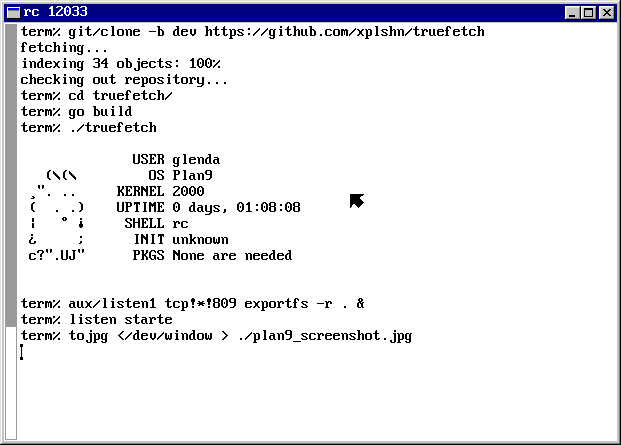 rc 12033
term% git/clone -b dev https://github.com/xplshn/truefetch
fetching...
indexing 34 objects: 100%
checking out repository...
term% cd truefetch/
term% go build
term% ./truefetch
              USER glenda
   (\(\         OS Plan9
 ¸". ..     KERNEL 2000
 (  . .)    UPTIME 0 days, 01:08:08
 ¦   ° ¡     SHELL rc
 ¿     ;      INIT unknown
 c?".UJ"      PKGS None are needed
term% aux/listen1 tcp!*!809 exportfs -r . &
term% listen starte
term% tojpg </dev/window > ./plan9_screenshot.jpg